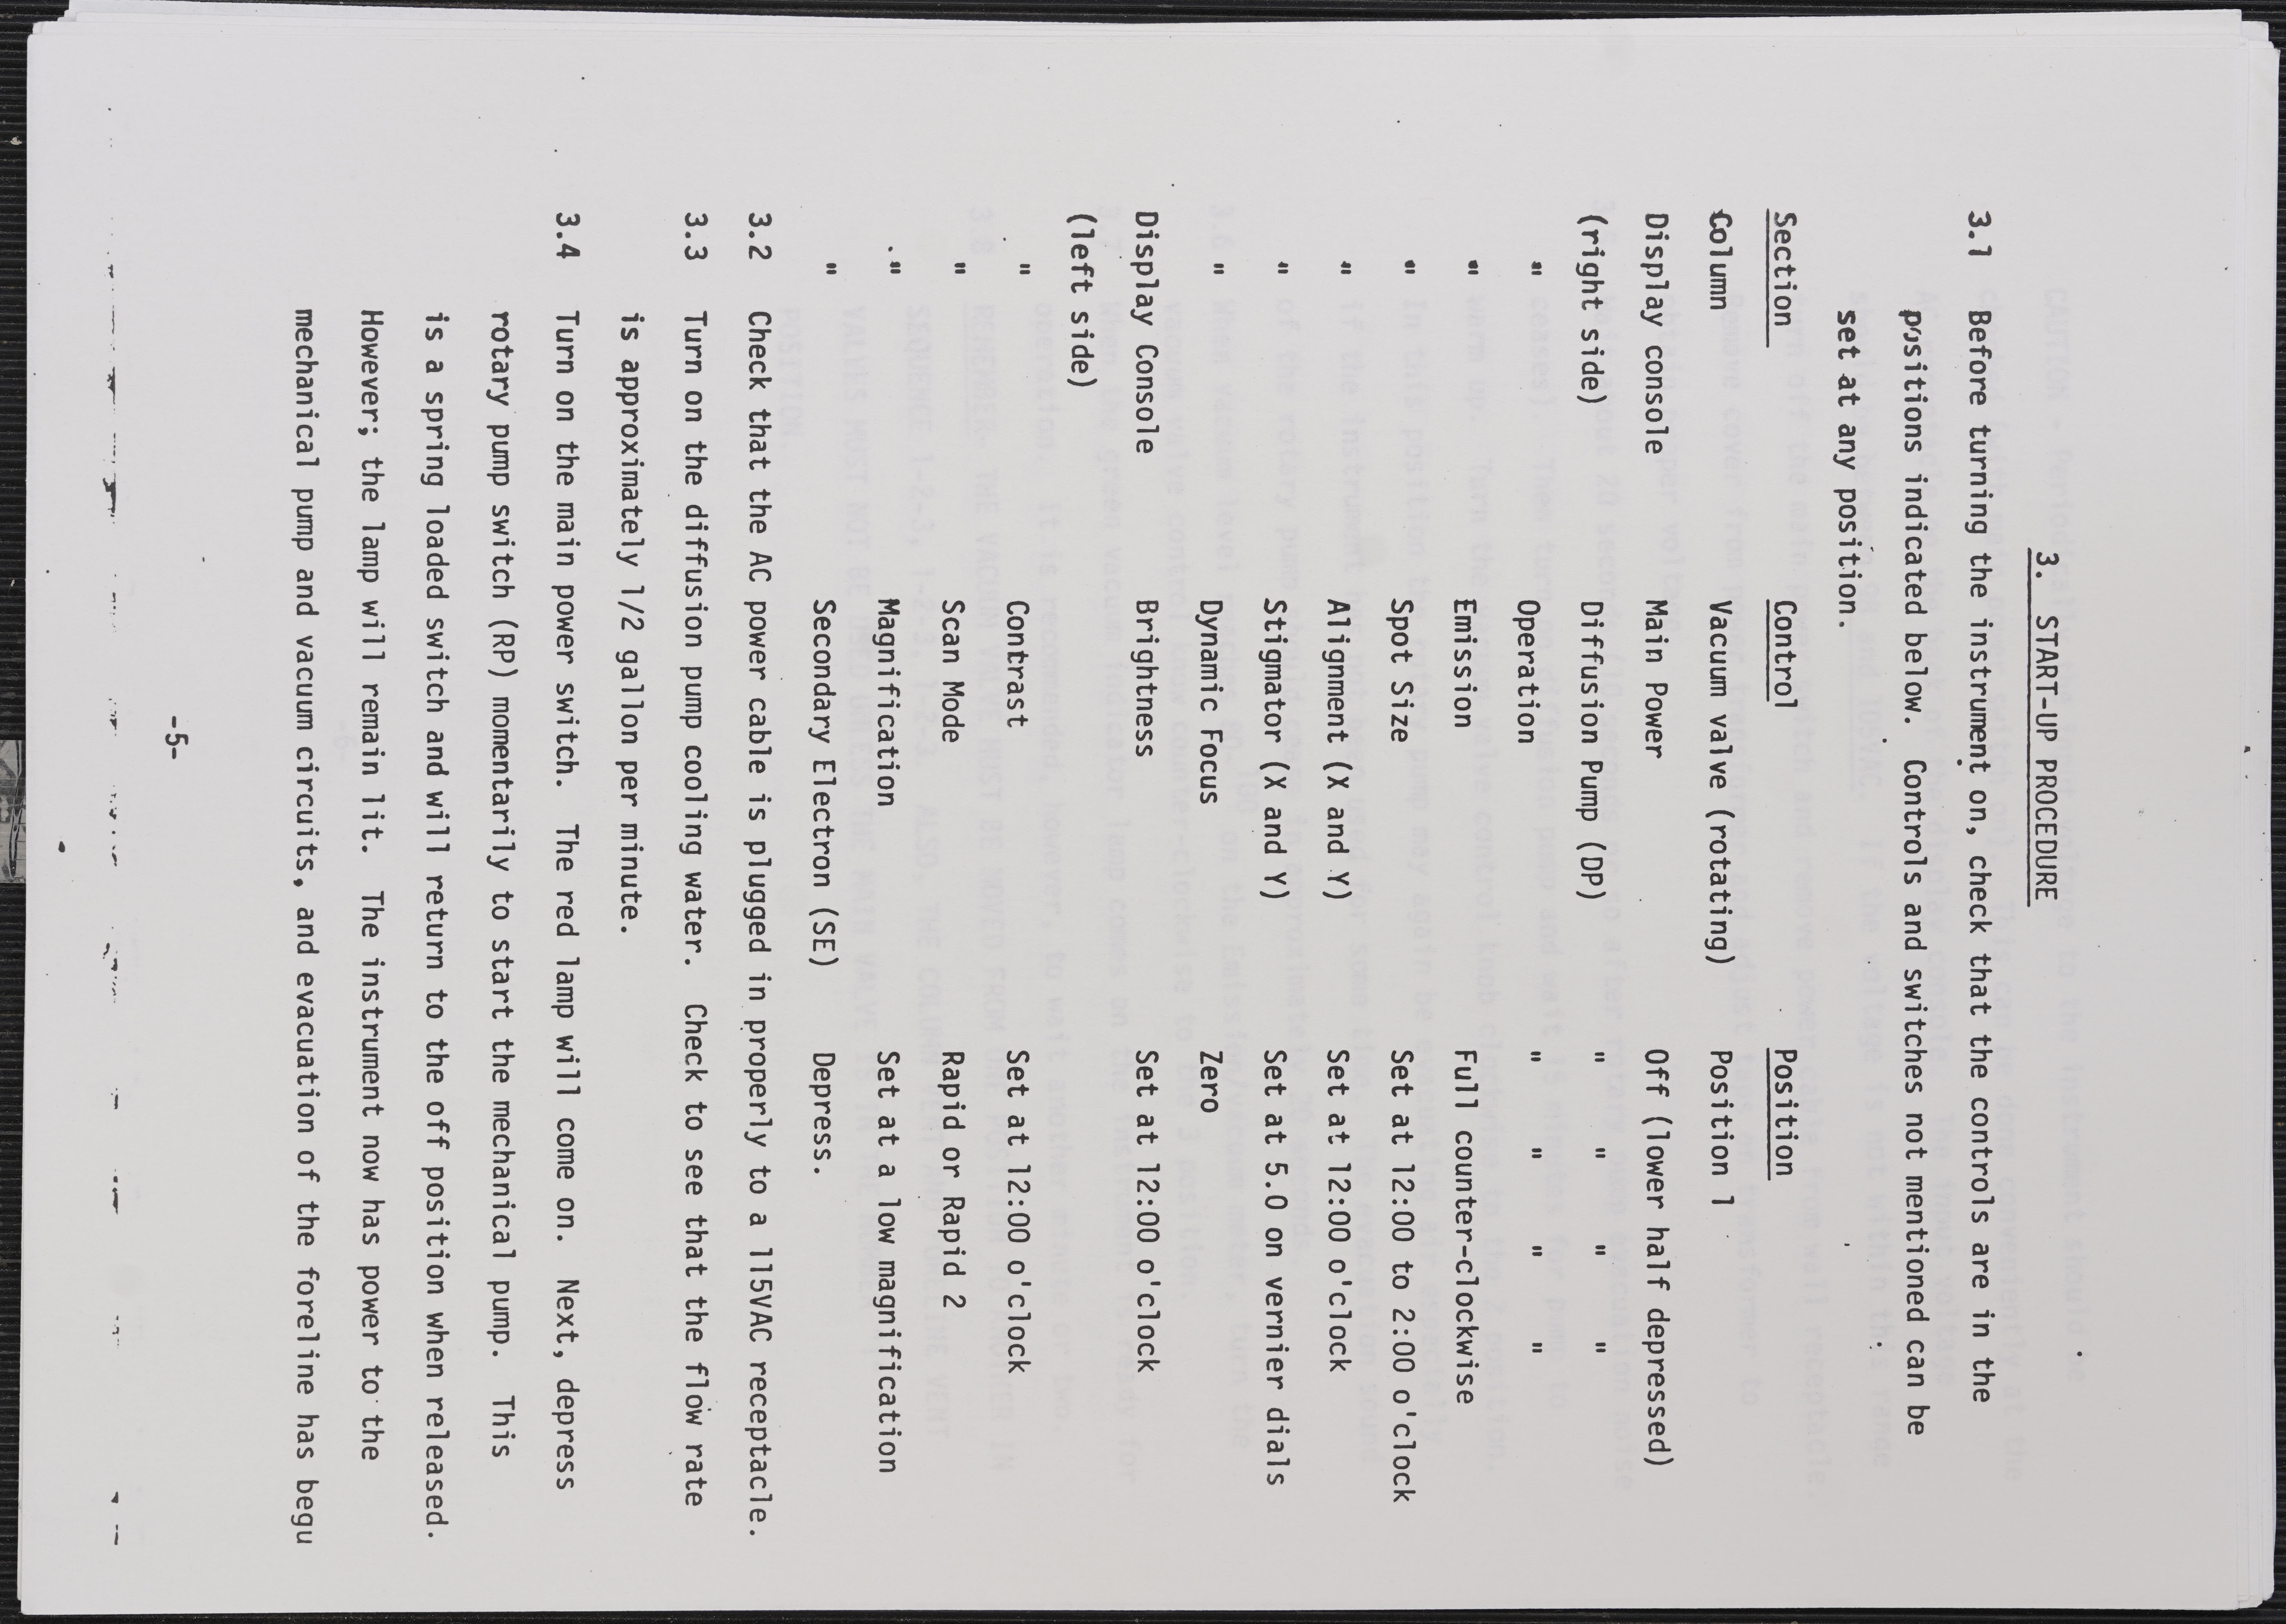 3. START-UP PROCEDURE
3.1 Before turning the instrument on, check that the controls are in the
positions indicated below. Controls and switches not mentioned can be
set at any position.
Section Control Position
Column Vacuum valve (rotating) Position 1
Display console Main Power Off (lower half depressed)
(right side) Diffusion Pump (DP) " " " "
" Operation " " " "
" Emission Full counter-clockwise
" Spot Size Set at 12:00 to 2:00 o'clock
" Alignment (X and Y) Set at 12:00 o'clock
" Stigmator (X and Y) Set at 5.0 on vernier dials
" Dynamic Focus Zero
Display Console Brightness Set at 12:00 o'clock
(left side)
" Contrast Set at 12:00 o'clock
" Scan Mode Rapid or Rapid 2
" Magnification Set at a low magnification
" Secondary Electron (SE) Depress.
3.2 Check that the AC power cable is plugged in properly to a 115VAC receptacle.
3.3 Turn on the diffusion pump cooling water. Check to see that the flow rate
is approximately 1/2 gallon per minute.
3.4 Turn on the main power switch. The red lamp will come on. Next, depress
rotary pump switch (RP) momentarily to start the mechanical pump. This
is a spring loaded switch and will return to the off position when released.
However; the lamp will remain lit. The instrument now has power to the
mechanical pump and vacuum circuits, and evacuation of the foreline has begu
-5-